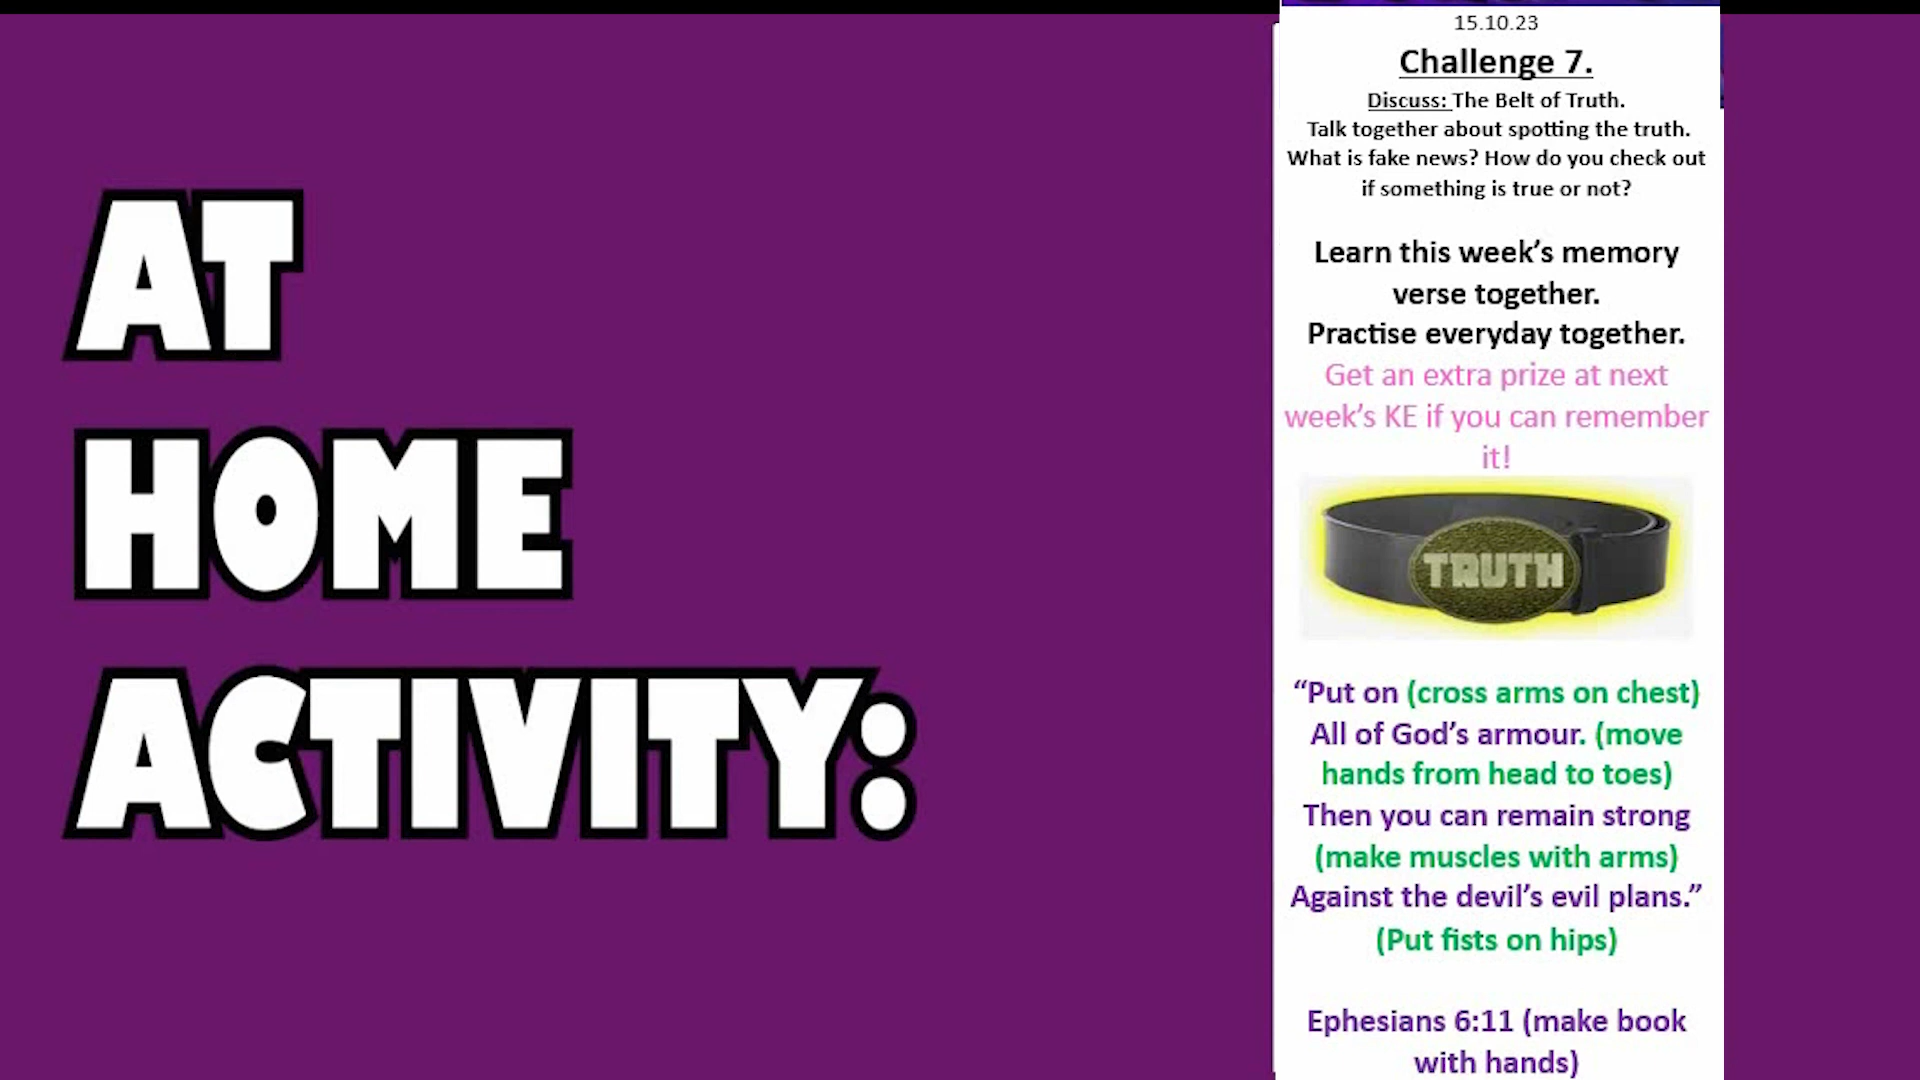 AT
HOME
ACTIVITY:
15.10.23
Challenge 7.
Discuss: The Belt of Truth.
Talk together about spotting the truth.
What is fake news? How do you check out
if something is true or not?
Learn this week’s memory
verse together.
Practise everyday together.
Get an extra prize at next
week’s KE if you can remember
it!
TRUTH
“Put on (cross arms on chest)
All of God’s armour. (move
hands from head to toes)
Then you can remain strong
(make muscles with arms)
Against the devil’s evil plans.”
(Put fists on hips)
Ephesians 6:11 (make book
with hands)